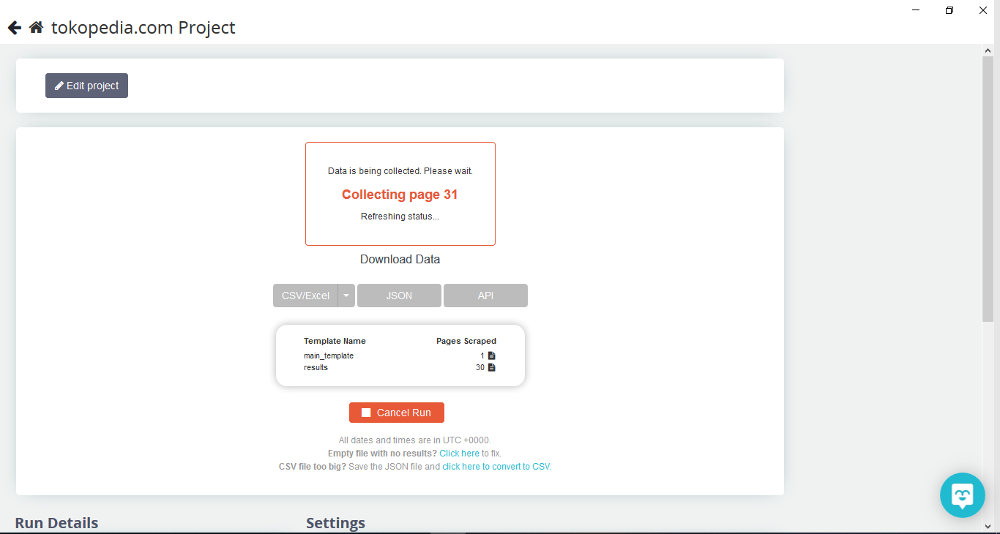 tokopedia.com Project
Edit project
Data is being collected. Please wait.
Collecting page 31
Refreshing status...
Download Data
CSV/Excel JSON API
Template Name Pages Scraped
main_template 1
results 30
Cancel Run
All dates and times are in UTC +0000.
Empty file with no results? Click here to fix.
CSV file too big? Save the JSON file and click here to convert to CSV.
Run Details Settings